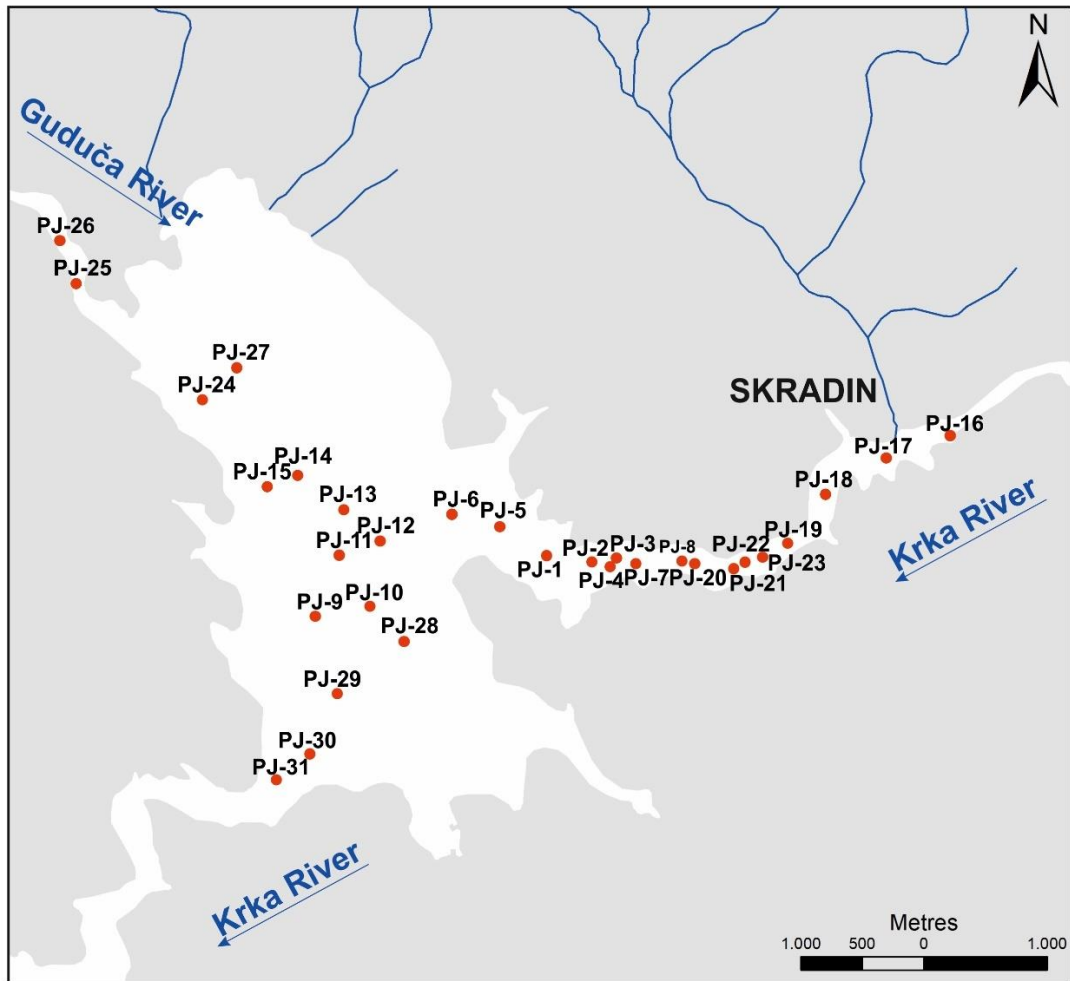 N
Guduča River
PJ-26
PJ-25
PJ-27
PJ-24
SKRADIN
PJ-16
PJ-17
PJ-14
PJ-15
PJ-18
PJ-13
PJ-6
PJ-5
PJ-12
PJ-11
PJ-19
PJ-22
PJ-2
PJ-3
PJ-8
PJ-1
PJ-4
PJ-7
PJ-20
PJ-21
PJ-23
Krka River
PJ-9
PJ-10
PJ-28
PJ-29
PJ-30
PJ-31
Krka River
Metres
1.000 500 0 1.000